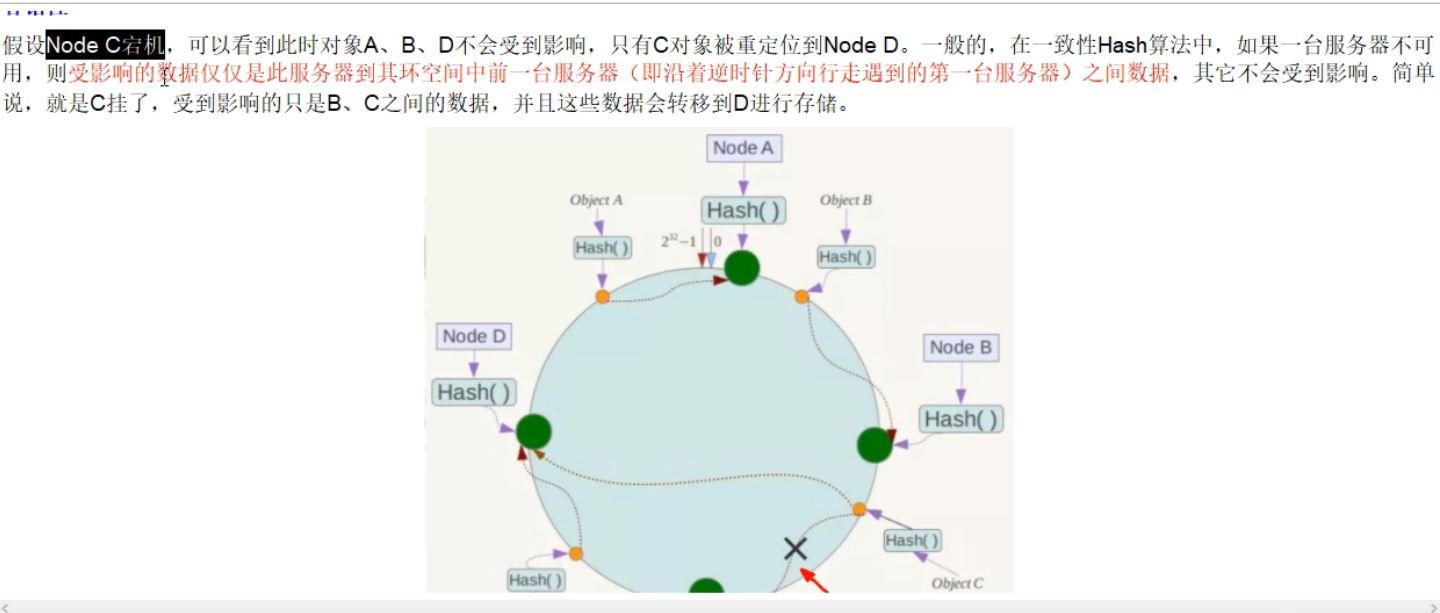 假设Node C宕机，可以看到此时对象A、B、D不会受到影响，只有C对象被重定位到Node D。一般的，在一致性Hash算法中，如果一台服务器不可
用，则受影响的数据仅仅是此服务器到其环空间中前一台服务器（即沿着逆时针方向行走遇到的第一台服务器）之间数据，其它不会受到影响。简单
说，就是C挂了，受到影响的只是B、C之间的数据，并且这些数据会转移到D进行存储。
Node A
Object A
Hash( )
Object B
Hash( )
2³²−1
0
Hash( )
Node D
Node B
Hash( )
Hash( )
Hash( )
Hash( )
Object C